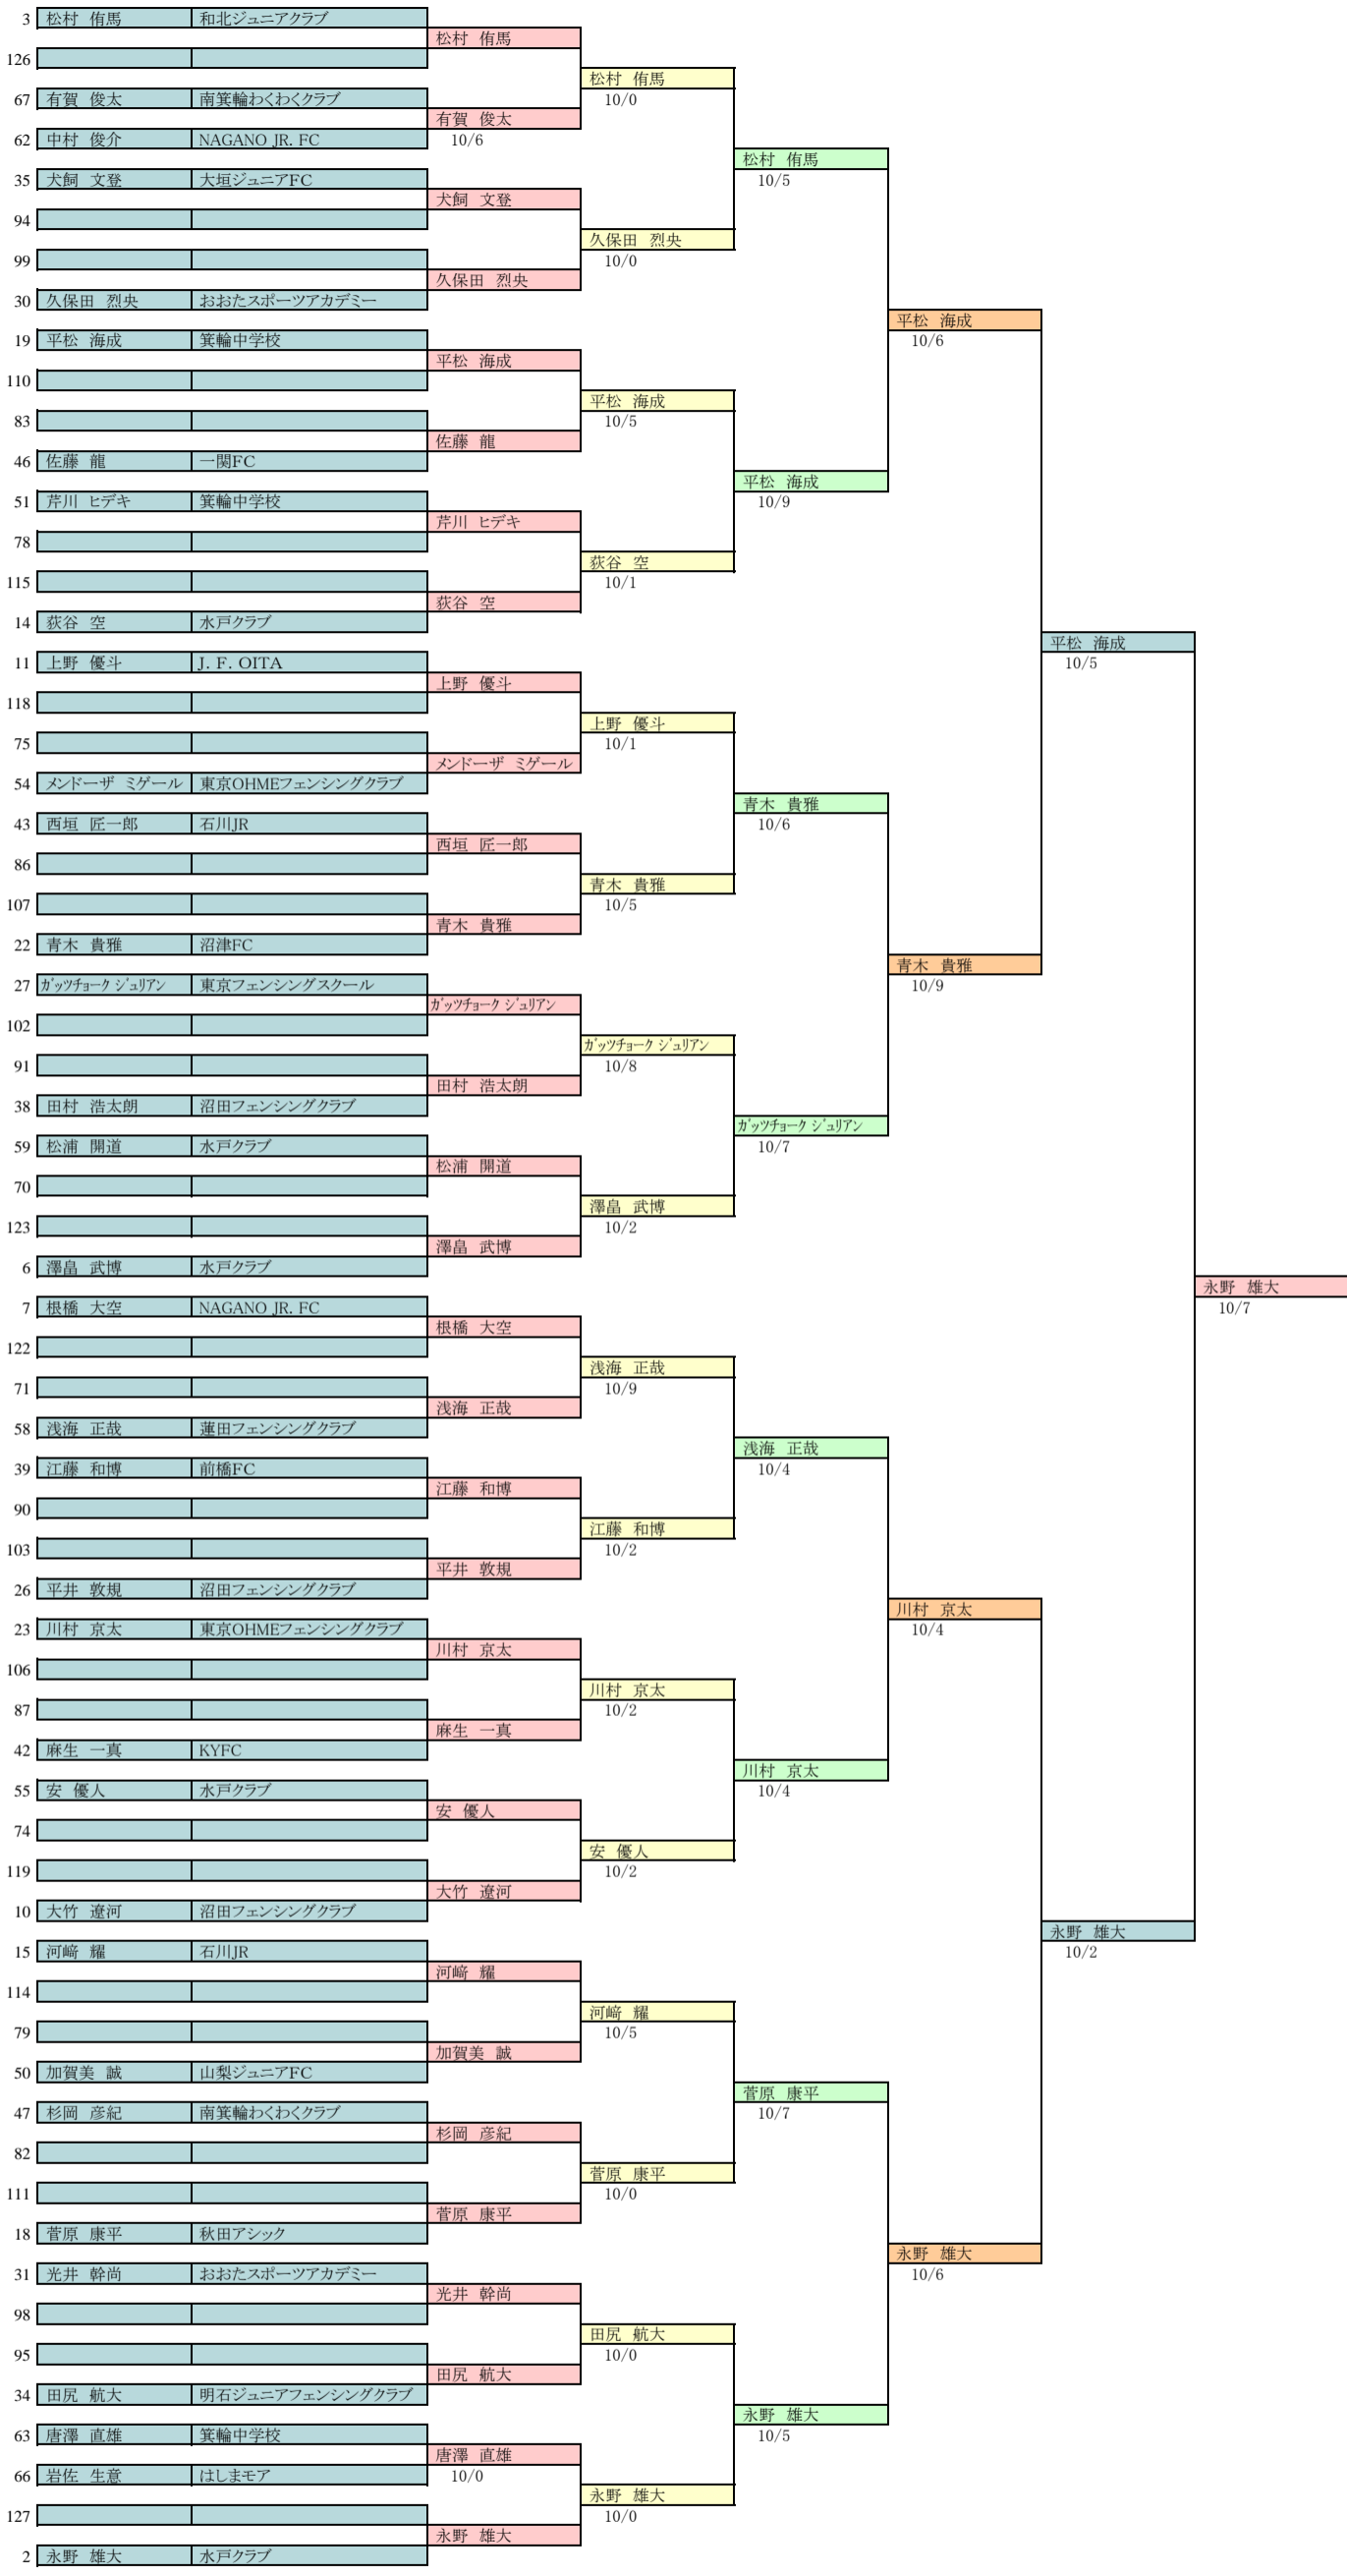 3 松村 侑馬 和北ジュニアクラブ
松村 侑馬
126
松村 侑馬
67 有賀 俊太 南箕輪わくわくクラブ 10/0
有賀 俊太
62 中村 俊介 NAGANO JR. FC 10/6
松村 侑馬
35 犬飼 文登 大垣ジュニアFC 10/5
犬飼 文登
94
久保田 烈央
99 10/0
久保田 烈央
30 久保田 烈央 おおたスポーツアカデミー
平松 海成
19 平松 海成 箕輪中学校 10/6
平松 海成
110
平松 海成
83 10/5
佐藤 龍
46 佐藤 龍 一関FC
平松 海成
51 芹川 ヒデキ 箕輪中学校 10/9
芹川 ヒデキ
78
荻谷 空
115 10/1
荻谷 空
14 荻谷 空 水戸クラブ
平松 海成
11 上野 優斗 J. F. OITA 10/5
上野 優斗
118
上野 優斗
75 10/1
メンドーザ ミゲール
54 メンドーザ ミゲール 東京OHMEフェンシングクラブ
青木 貴雅
43 西垣 匠一郎 石川JR 10/6
西垣 匠一郎
86
青木 貴雅
107 10/5
青木 貴雅
22 青木 貴雅 沼津FC
青木 貴雅
27 ガッツチョーク ジュリアン 東京フェンシングスクール 10/9
ガッツチョーク ジュリアン
102
ガッツチョーク ジュリアン
91 10/8
田村 浩太朗
38 田村 浩太朗 沼田フェンシングクラブ
ガッツチョーク ジュリアン
59 松浦 開道 水戸クラブ 10/7
松浦 開道
70
澤畠 武博
123 10/2
澤畠 武博
6 澤畠 武博 水戸クラブ
永野 雄大
7 根橋 大空 NAGANO JR. FC 10/7
根橋 大空
122
浅海 正哉
71 10/9
浅海 正哉
58 浅海 正哉 蓮田フェンシングクラブ
浅海 正哉
39 江藤 和博 前橋FC 10/4
江藤 和博
90
江藤 和博
103 10/2
平井 敦規
26 平井 敦規 沼田フェンシングクラブ
川村 京太
23 川村 京太 東京OHMEフェンシングクラブ 10/4
川村 京太
106
川村 京太
87 10/2
麻生 一真
42 麻生 一真 KYFC
川村 京太
55 安 優人 水戸クラブ 10/4
安 優人
74
安 優人
119 10/2
大竹 遼河
10 大竹 遼河 沼田フェンシングクラブ
永野 雄大
15 河﨑 耀 石川JR 10/2
河﨑 耀
114
河﨑 耀
79 10/5
加賀美 誠
50 加賀美 誠 山梨ジュニアFC
菅原 康平
47 杉岡 彦紀 南箕輪わくわくクラブ 10/7
杉岡 彦紀
82
菅原 康平
111 10/0
菅原 康平
18 菅原 康平 秋田アシック
永野 雄大
31 光井 幹尚 おおたスポーツアカデミー 10/6
光井 幹尚
98
田尻 航大
95 10/0
田尻 航大
34 田尻 航大 明石ジュニアフェンシングクラブ
永野 雄大
63 唐澤 直雄 箕輪中学校 10/5
唐澤 直雄
66 岩佐 生意 はしまモア 10/0
永野 雄大
127 10/0
永野 雄大
2 永野 雄大 水戸クラブ